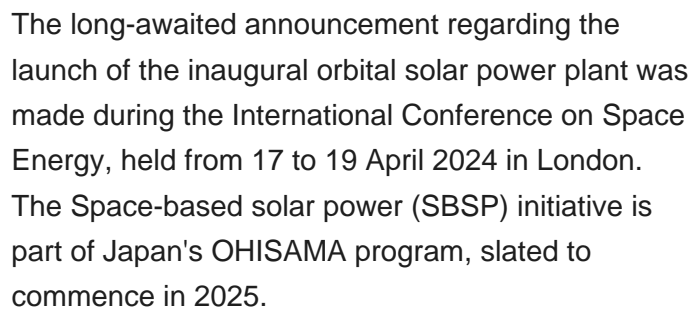 The long-awaited announcement regarding the
launch of the inaugural orbital solar power plant was
made during the International Conference on Space
Energy, held from 17 to 19 April 2024 in London.
The Space-based solar power (SBSP) initiative is
part of Japan's OHISAMA program, slated to
commence in 2025.